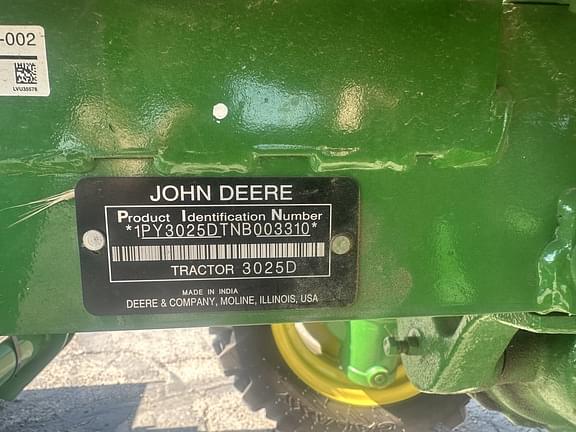 -002
LVU35578
JOHN DEERE
Product Identification Number
*1PY3025DTNB003310*
TRACTOR 3025D
MADE IN INDIA
DEERE & COMPANY, MOLINE, ILLINOIS, USA